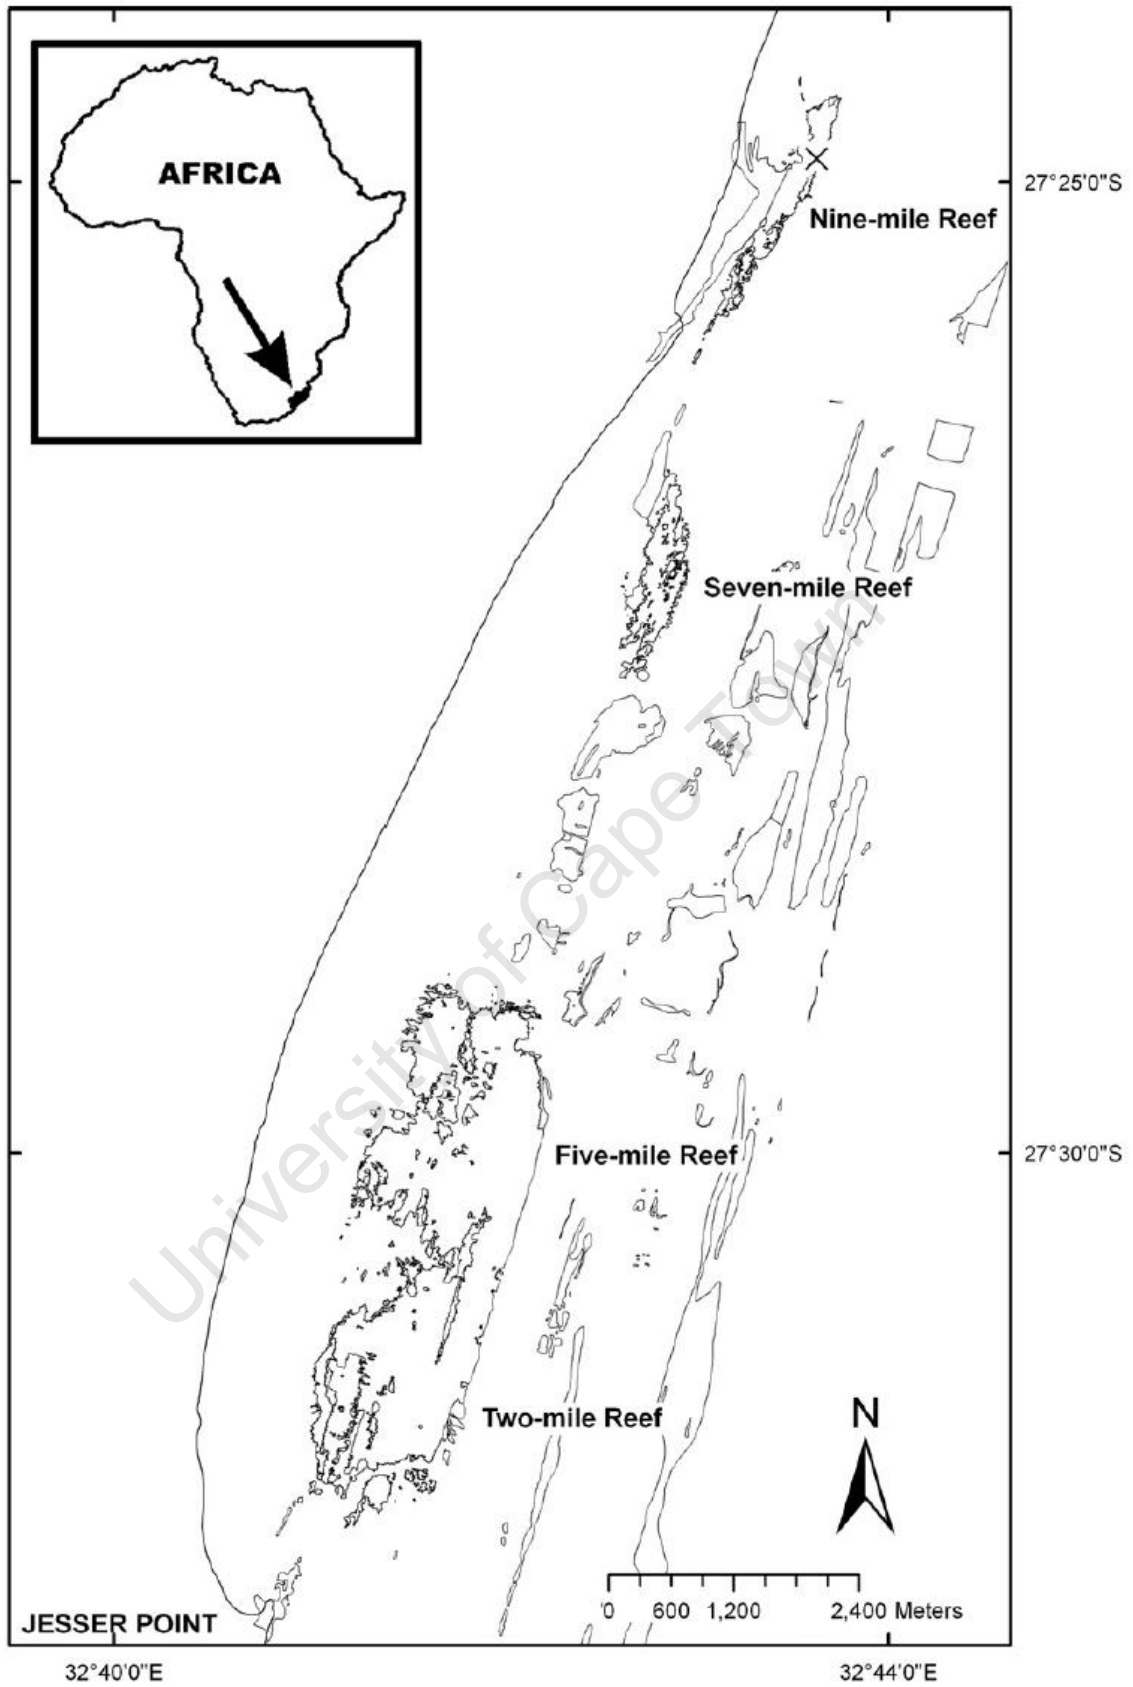 AFRICA
27°25'0"S
Nine-mile Reef
Seven-mile Reef
University of Cape Town
27°30'0"S
Five-mile Reef
Two-mile Reef
N
0 600 1,200 2,400 Meters
JESSER POINT
32°40'0"E 32°44'0"E